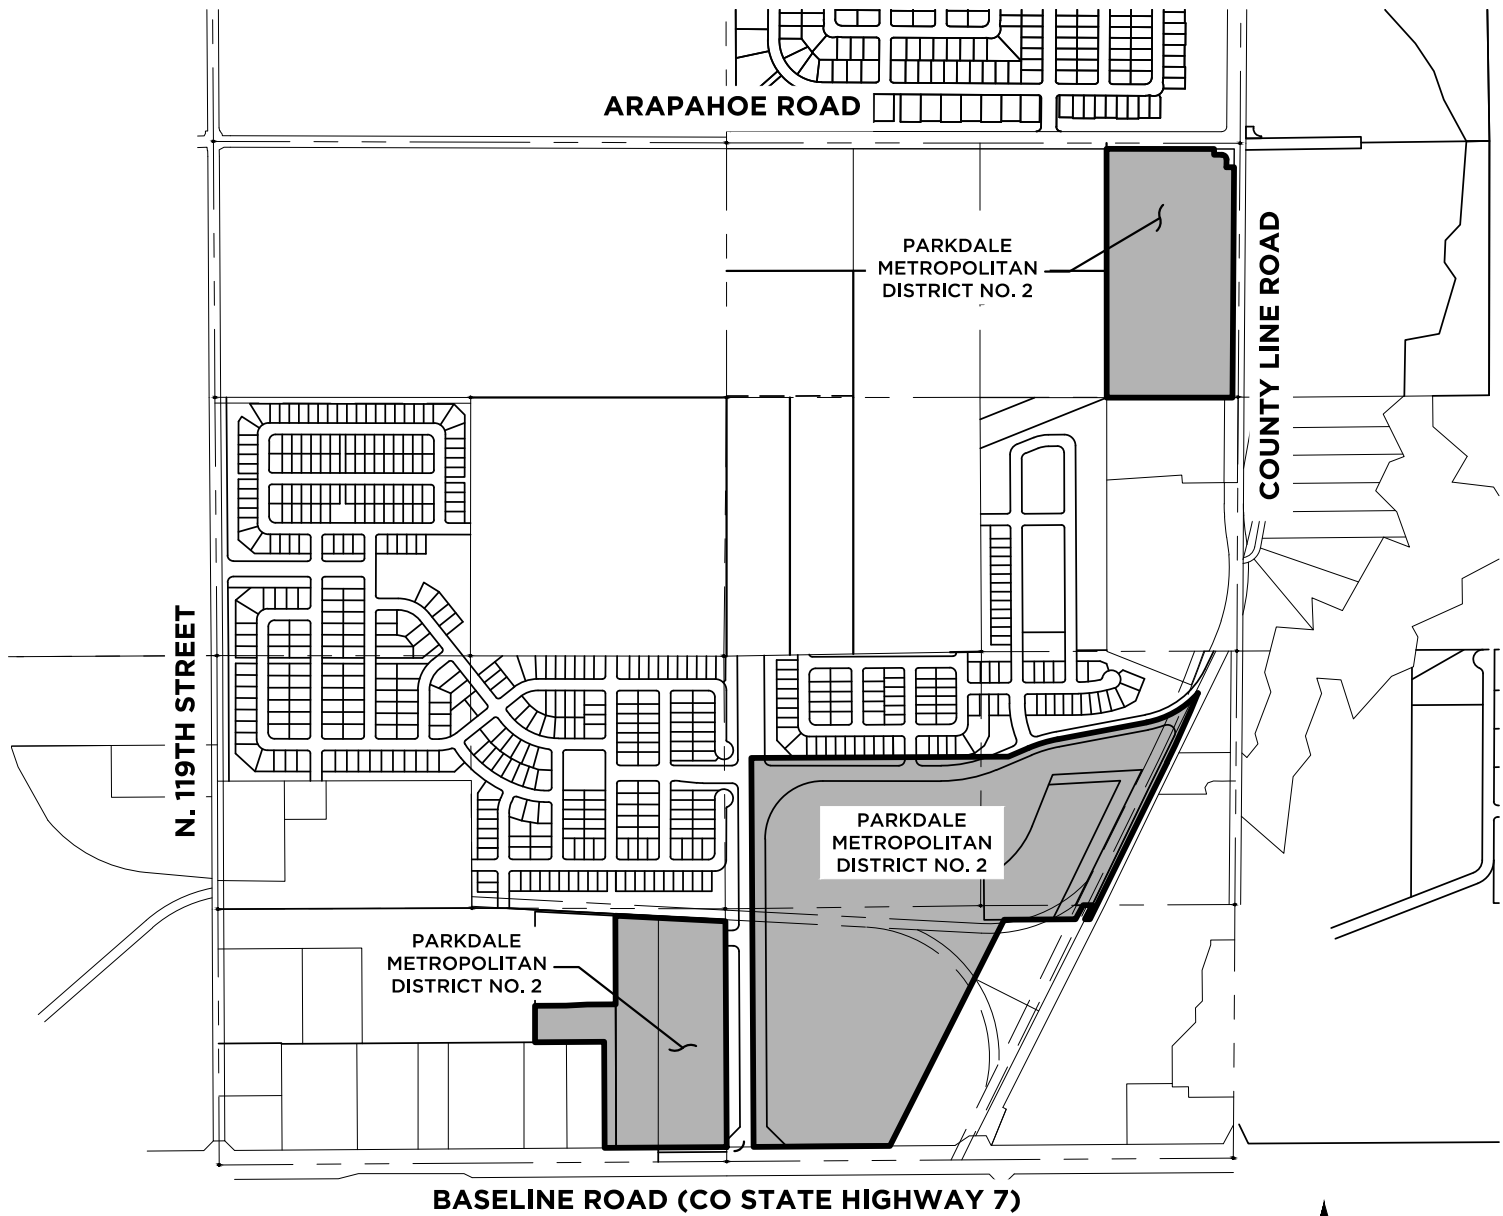 ARAPAHOE ROAD
PARKDALE
METROPOLITAN
DISTRICT NO. 2
COUNTY LINE ROAD
N. 119TH STREET
PARKDALE
METROPOLITAN
DISTRICT NO. 2
PARKDALE
METROPOLITAN
DISTRICT NO. 2
BASELINE ROAD (CO STATE HIGHWAY 7)